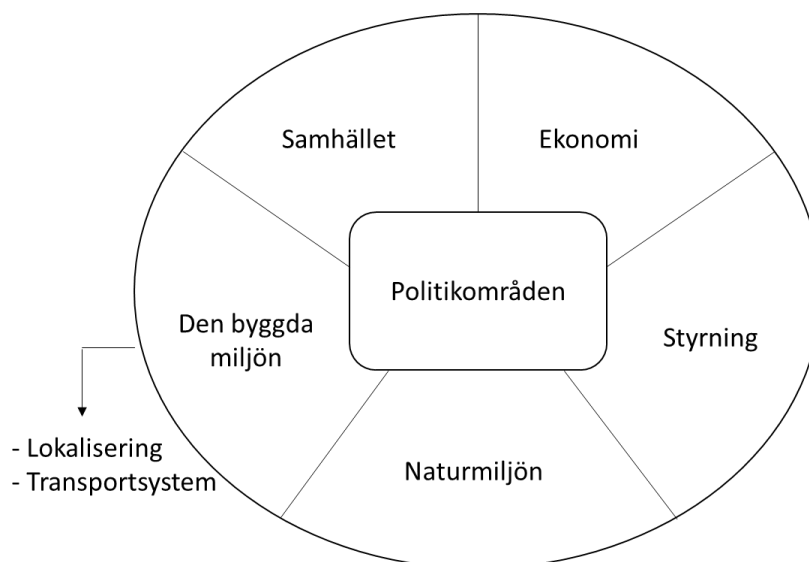 Samhället
Ekonomi
Politikområden
Den byggda
miljön
Styrning
- Lokalisering
- Transportsystem
Naturmiljön